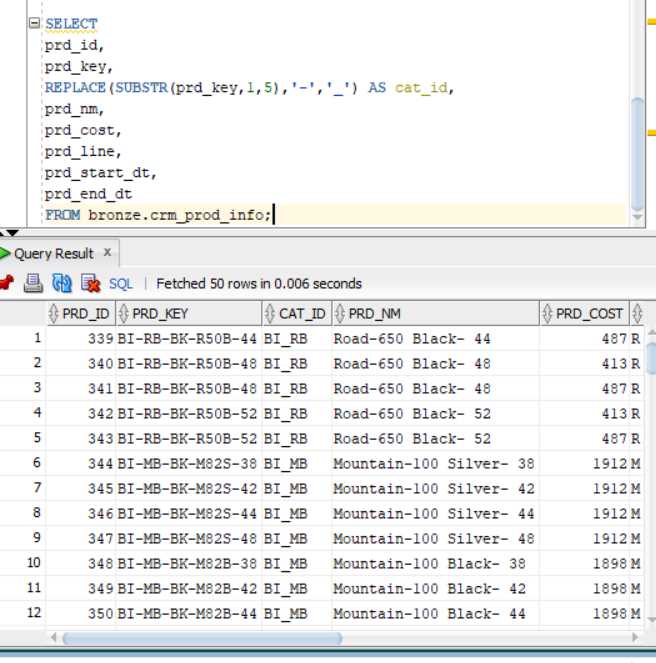 SELECT
prd_id,
prd_key,
REPLACE(SUBSTR(prd_key,1,5),'-','_') AS cat_id,
prd_nm,
prd_cost,
prd_line,
prd_start_dt,
prd_end_dt
FROM bronze.crm_prod_info;
Query Result x
SQL | Fetched 50 rows in 0.006 seconds
PRD_ID PRD_KEY CAT_ID PRD_NM PRD_COST
1 339 BI-RB-BK-R50B-44 BI_RB Road-650 Black- 44 487 R
2 340 BI-RB-BK-R50B-48 BI_RB Road-650 Black- 48 413 R
3 341 BI-RB-BK-R50B-48 BI_RB Road-650 Black- 48 487 R
4 342 BI-RB-BK-R50B-52 BI_RB Road-650 Black- 52 413 R
5 343 BI-RB-BK-R50B-52 BI_RB Road-650 Black- 52 487 R
6 344 BI-MB-BK-M82S-38 BI_MB Mountain-100 Silver- 38 1912 M
7 345 BI-MB-BK-M82S-42 BI_MB Mountain-100 Silver- 42 1912 M
8 346 BI-MB-BK-M82S-44 BI_MB Mountain-100 Silver- 44 1912 M
9 347 BI-MB-BK-M82S-48 BI_MB Mountain-100 Silver- 48 1912 M
10 348 BI-MB-BK-M82B-38 BI_MB Mountain-100 Black- 38 1898 M
11 349 BI-MB-BK-M82B-42 BI_MB Mountain-100 Black- 42 1898 M
12 350 BI-MB-BK-M82B-44 BI_MB Mountain-100 Black- 44 1898 M